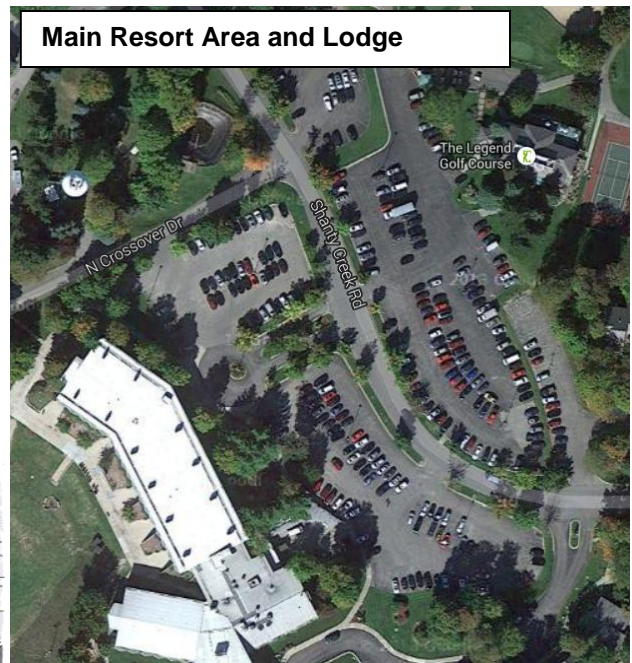 Main Resort Area and Lodge
The Legend
Golf Course
N Crossover Dr
Shanty Creek Rd